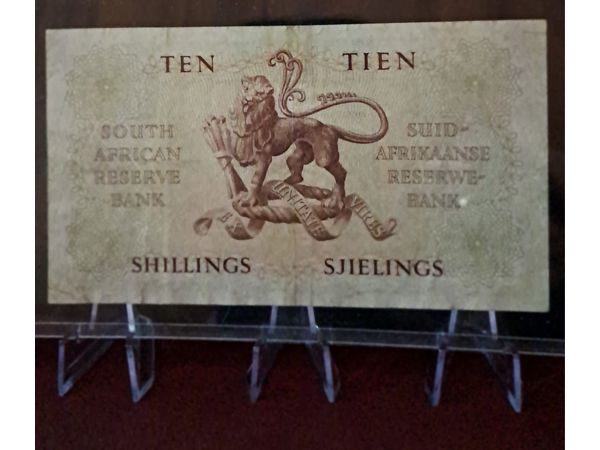 TEN TIEN
SOUTH
AFRICAN
RESERVE
BANK
SUID-
AFRIKAANSE
RESERWE-
BANK
EX UNITATE VIRES
SHILLINGS SJIELINGS